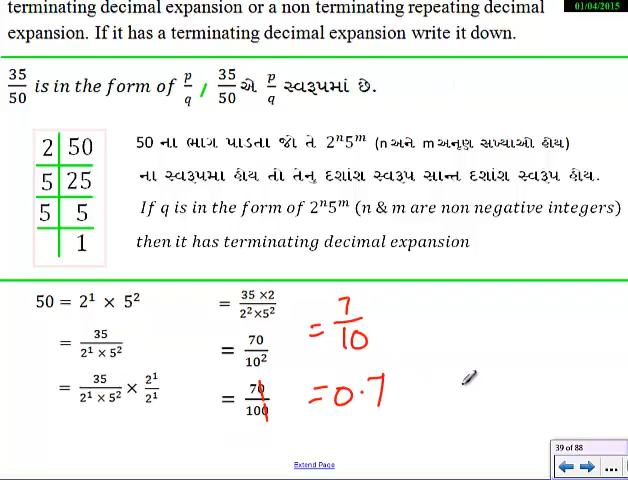 terminating decimal expansion or a non terminating repeating decimal
01/04/2015
expansion. If it has a terminating decimal expansion write it down.
35/50 is in the form of p/q / 35/50 એ p/q સ્વરૂપમાં છે.
2 | 50
5 | 25
5 | 5
1
50 ના ભાગ પાડતા જો તે 2ⁿ5ᵐ (n અને m અનૃણ સખ્યાઓ હોય)
ના સ્વરૂપમા હોય તો તેનુ દશાંશ સ્વરૂપ સાન્ત દશાંશ સ્વરૂપ હોય.
If q is in the form of 2ⁿ5ᵐ (n & m are non negative integers)
then it has terminating decimal expansion
50 = 2¹ × 5²
= 35/(2¹ × 5²)
= 35/(2¹ × 5²) × 2¹/2¹
= (35 ×2)/(2²×5²)
= 70/10²
= 70/100
= 7/10
= 0.7
Extend Page
39 of 88
...